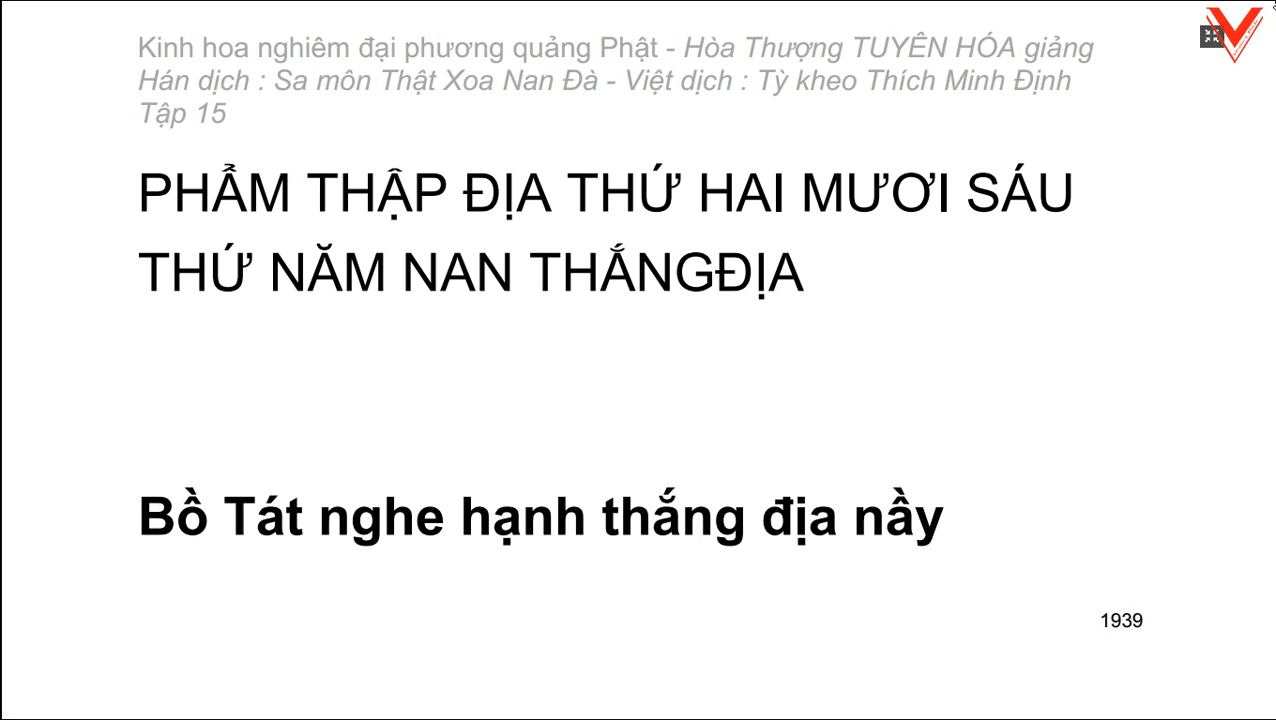 Kinh hoa nghiêm đại phương quảng Phật - Hòa Thượng TUYÊN HÓA giảng
Hán dịch : Sa môn Thật Xoa Nan Đà - Việt dịch : Tỳ kheo Thích Minh Định
Tập 15
PHẨM THẬP ĐỊA THỨ HAI MƯƠI SÁU
THỨ NĂM NAN THẮNGĐỊA
Bồ Tát nghe hạnh thắng địa nầy
1939